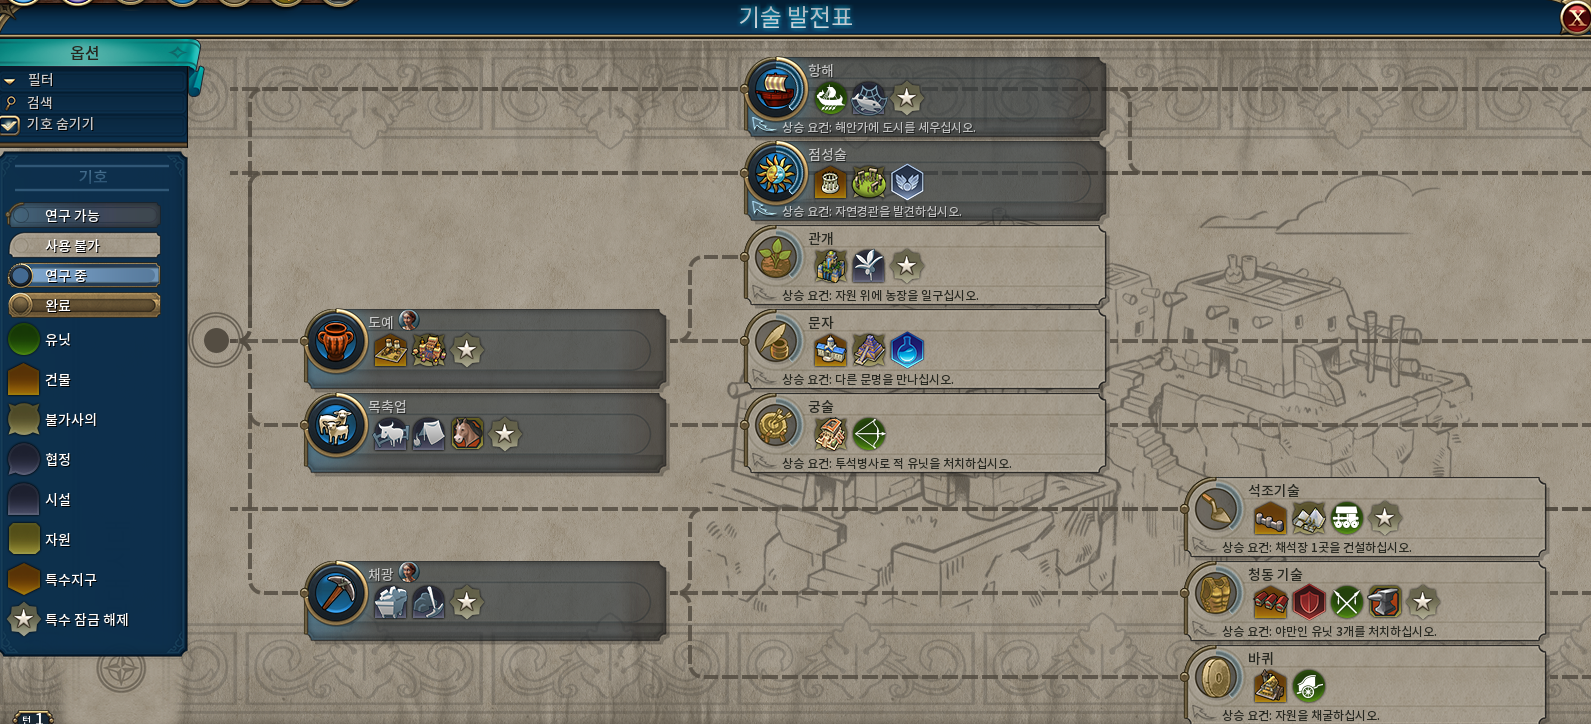 기술 발전표
X
옵션
필터
검색
기호 숨기기
기호
연구 가능
사용 불가
연구 중
완료
유닛
건물
불가사의
협정
시설
자원
특수지구
특수 잠금 해제
도예
목축업
채광
항해
상승 요건: 해안가에 도시를 세우십시오.
점성술
상승 요건: 자연경관을 발견하십시오.
관개
상승 요건: 자원 위에 농장을 일구십시오.
문자
상승 요건: 다른 문명을 만나십시오.
궁술
상승 요건: 투석병사로 적 유닛을 처치하십시오.
석조기술
상승 요건: 채석장 1곳을 건설하십시오.
청동 기술
상승 요건: 야만인 유닛 3개를 처치하십시오.
바퀴
상승 요건: 자원을 채굴하십시오.
턴 1